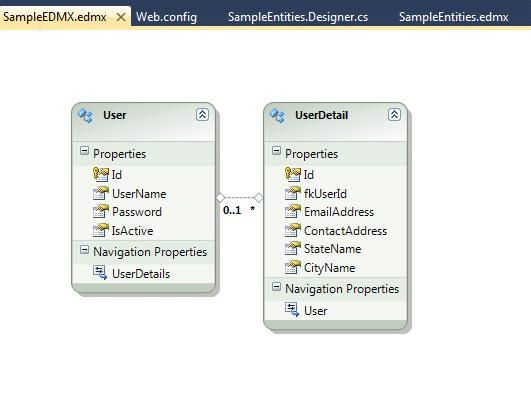 SampleEDMX.edmx Web.config SampleEntities.Designer.cs SampleEntities.edmx
User
Properties
Id
UserName
Password
IsActive
Navigation Properties
UserDetails
0..1 *
UserDetail
Properties
Id
fkUserId
EmailAddress
ContactAddress
StateName
CityName
Navigation Properties
User